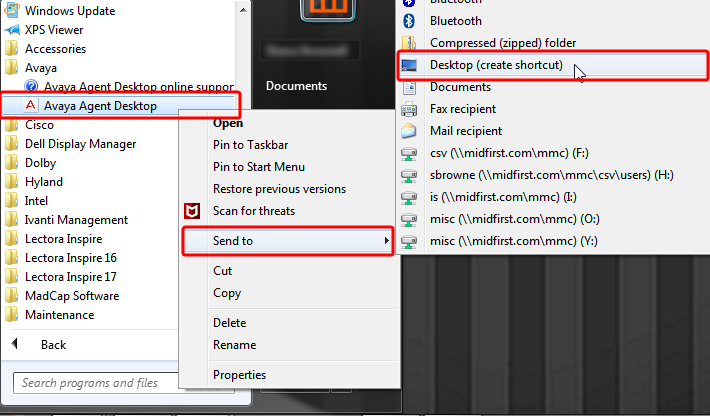 Windows Update
XPS Viewer
Accessories
Avaya
Avaya Agent Desktop online suppor
Avaya Agent Desktop
Cisco
Dell Display Manager
Dolby
Hyland
Intel
Ivanti Management
Lectora Inspire
Lectora Inspire 16
Lectora Inspire 17
MadCap Software
Maintenance
Back
Search programs and files
Documents
Open
Pin to Taskbar
Pin to Start Menu
Restore previous versions
Scan for threats
Send to
Cut
Copy
Delete
Rename
Properties
Bluetooth
Bluetooth
Compressed (zipped) folder
Desktop (create shortcut)
Documents
Fax recipient
Mail recipient
csv (\\midfirst.com\mmc) (F:)
sbrowne (\\midfirst.com\mmc\csv\users) (H:)
is (\\midfirst.com\mmc) (I:)
misc (\\midfirst.com\mmc) (O:)
misc (\\midfirst.com\mmc) (Y:)